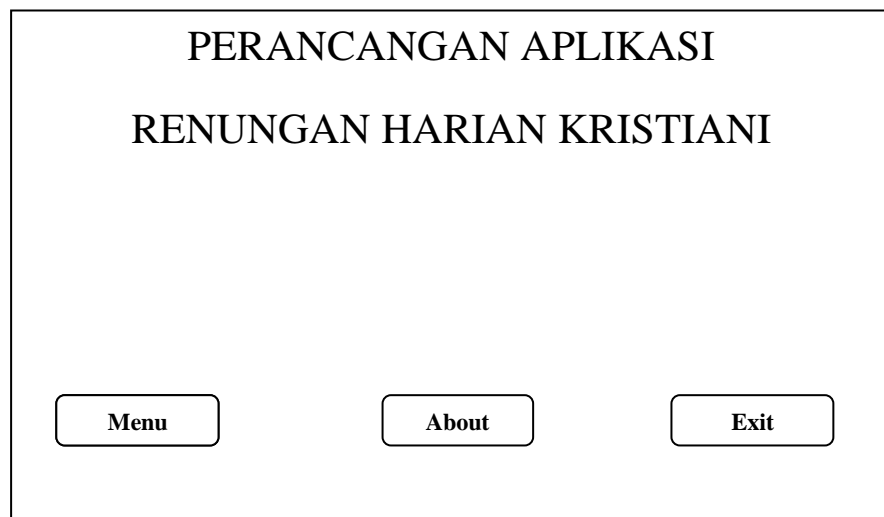 PERANCANGAN APLIKASI
RENUNGAN HARIAN KRISTIANI
Menu About Exit